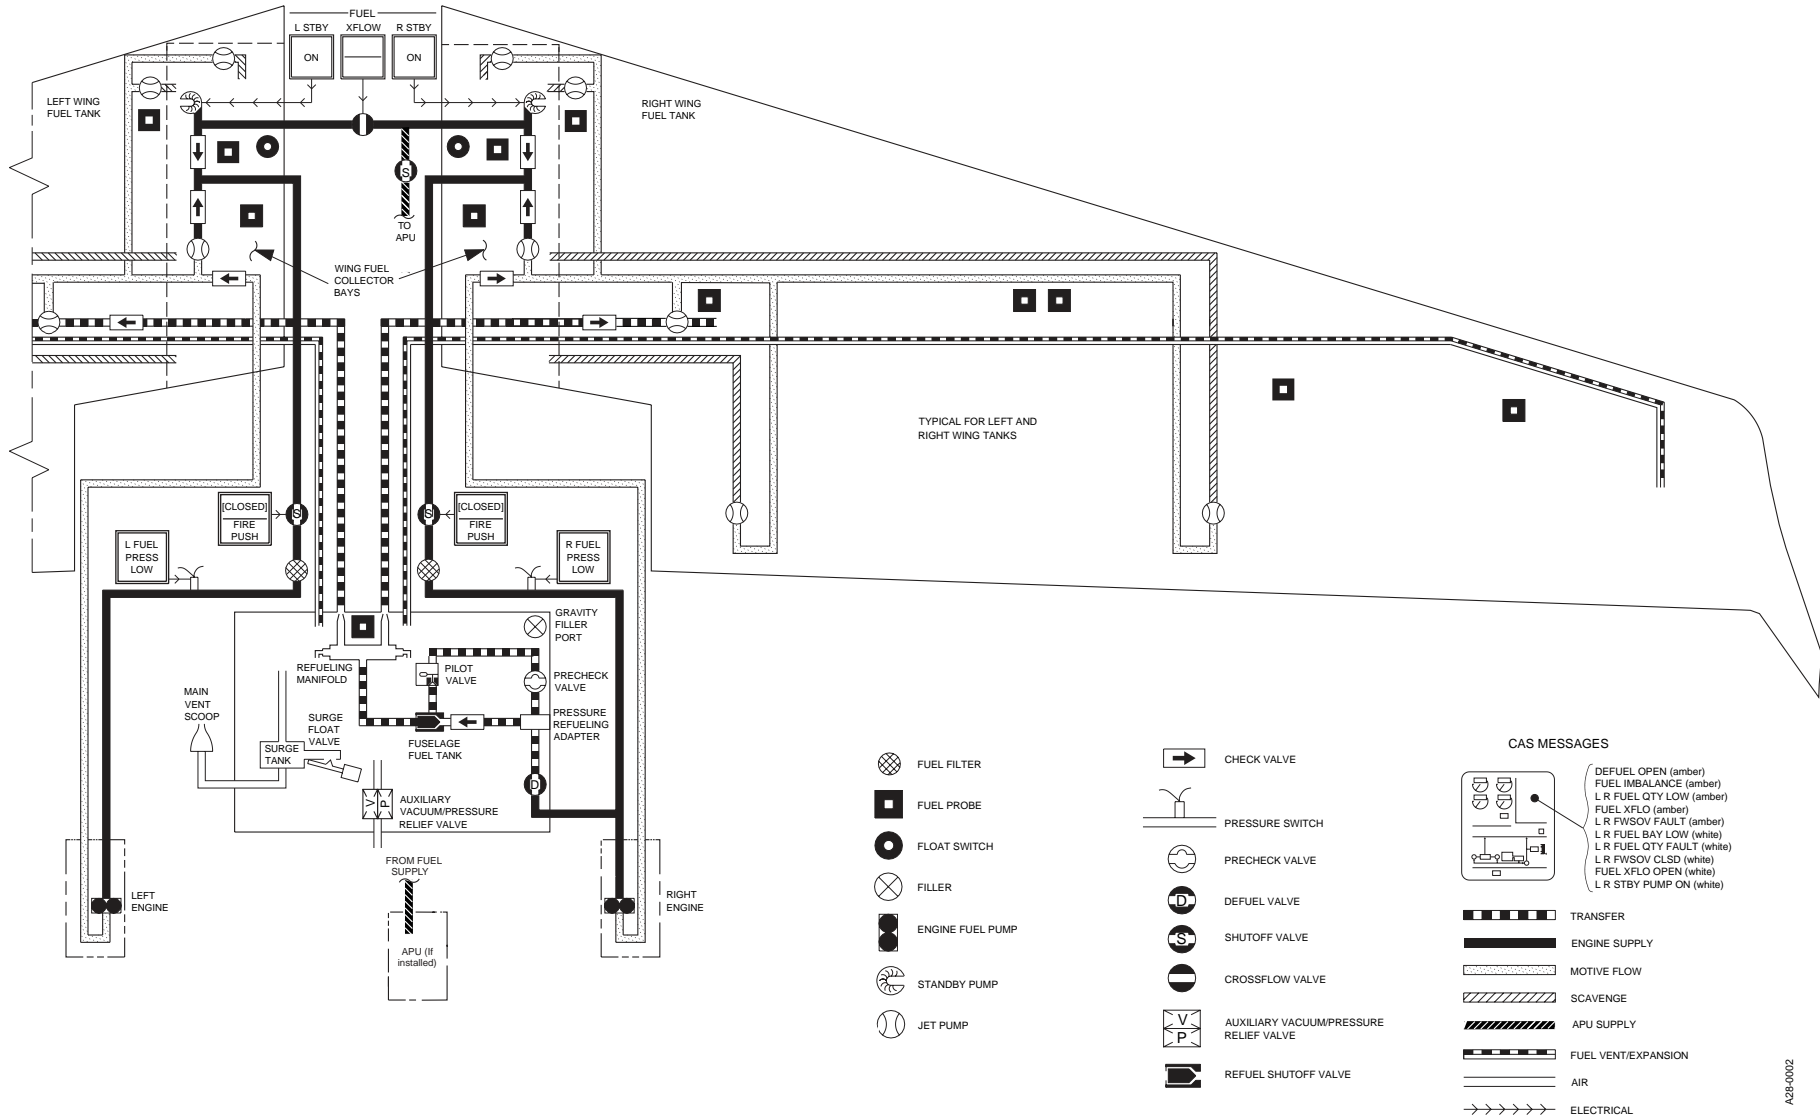 FUEL
L STBY
XFLOW
R STBY
ON
ON
LEFT WING
FUEL TANK
RIGHT WING
FUEL TANK
S
TO
APU
WING FUEL
COLLECTOR
BAYS
TYPICAL FOR LEFT AND
RIGHT WING TANKS
[CLOSED]
FIRE
PUSH
S
S
[CLOSED]
FIRE
PUSH
L FUEL
PRESS
LOW
R FUEL
PRESS
LOW
GRAVITY
FILLER
PORT
REFUELING
MANIFOLD
PILOT
VALVE
PRECHECK
VALVE
MAIN
VENT
SCOOP
SURGE
FLOAT
VALVE
PRESSURE
REFUELING
ADAPTER
SURGE
TANK
FUSELAGE
FUEL TANK
D
V
P
AUXILIARY
VACUUM/PRESSURE
RELIEF VALVE
FROM FUEL
SUPPLY
LEFT
ENGINE
RIGHT
ENGINE
APU (If
installed)
FUEL FILTER
FUEL PROBE
FLOAT SWITCH
FILLER
ENGINE FUEL PUMP
STANDBY PUMP
JET PUMP
CHECK VALVE
PRESSURE SWITCH
PRECHECK VALVE
D
DEFUEL VALVE
S
SHUTOFF VALVE
CROSSFLOW VALVE
V
P
AUXILIARY VACUUM/PRESSURE
RELIEF VALVE
REFUEL SHUTOFF VALVE
CAS MESSAGES
DEFUEL OPEN (amber)
FUEL IMBALANCE (amber)
L R FUEL QTY LOW (amber)
FUEL XFLO (amber)
L R FWSOV FAULT (amber)
L R FUEL BAY LOW (white)
L R FUEL QTY FAULT (white)
L R FWSOV CLSD (white)
FUEL XFLO OPEN (white)
L R STBY PUMP ON (white)
TRANSFER
ENGINE SUPPLY
MOTIVE FLOW
SCAVENGE
APU SUPPLY
FUEL VENT/EXPANSION
AIR
ELECTRICAL
A28-0002